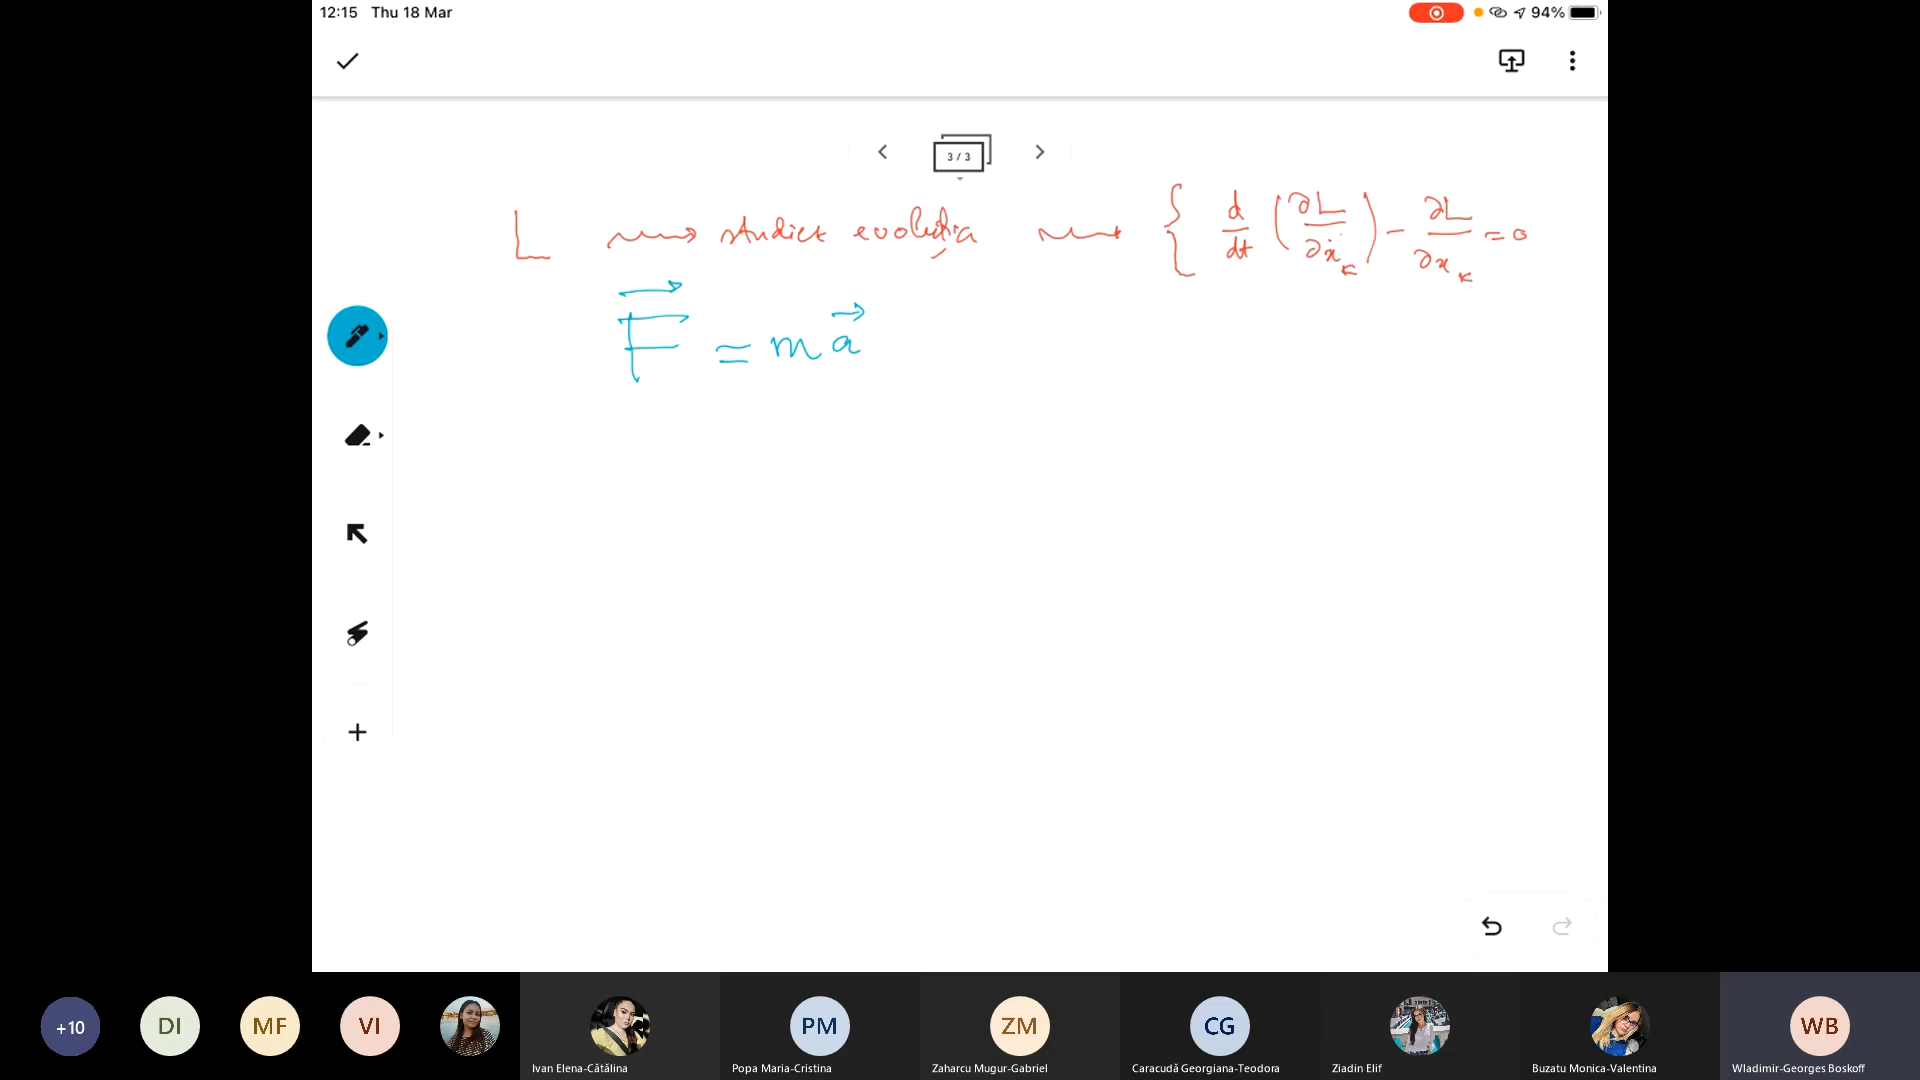 12:15 Thu 18 Mar 94%
3 / 3
L ⟿ studiez evoluția ⟿ { d/dt (∂L/∂ẋ_k) - ∂L/∂x_k = 0
F⃗ = m a⃗
+10 DI MF VI PM ZM CG WB
Ivan Elena-Cătălina Popa Maria-Cristina Zaharcu Mugur-Gabriel Caracudă Georgiana-Teodora Ziadin Elif Buzatu Monica-Valentina Wladimir-Georges Boskoff